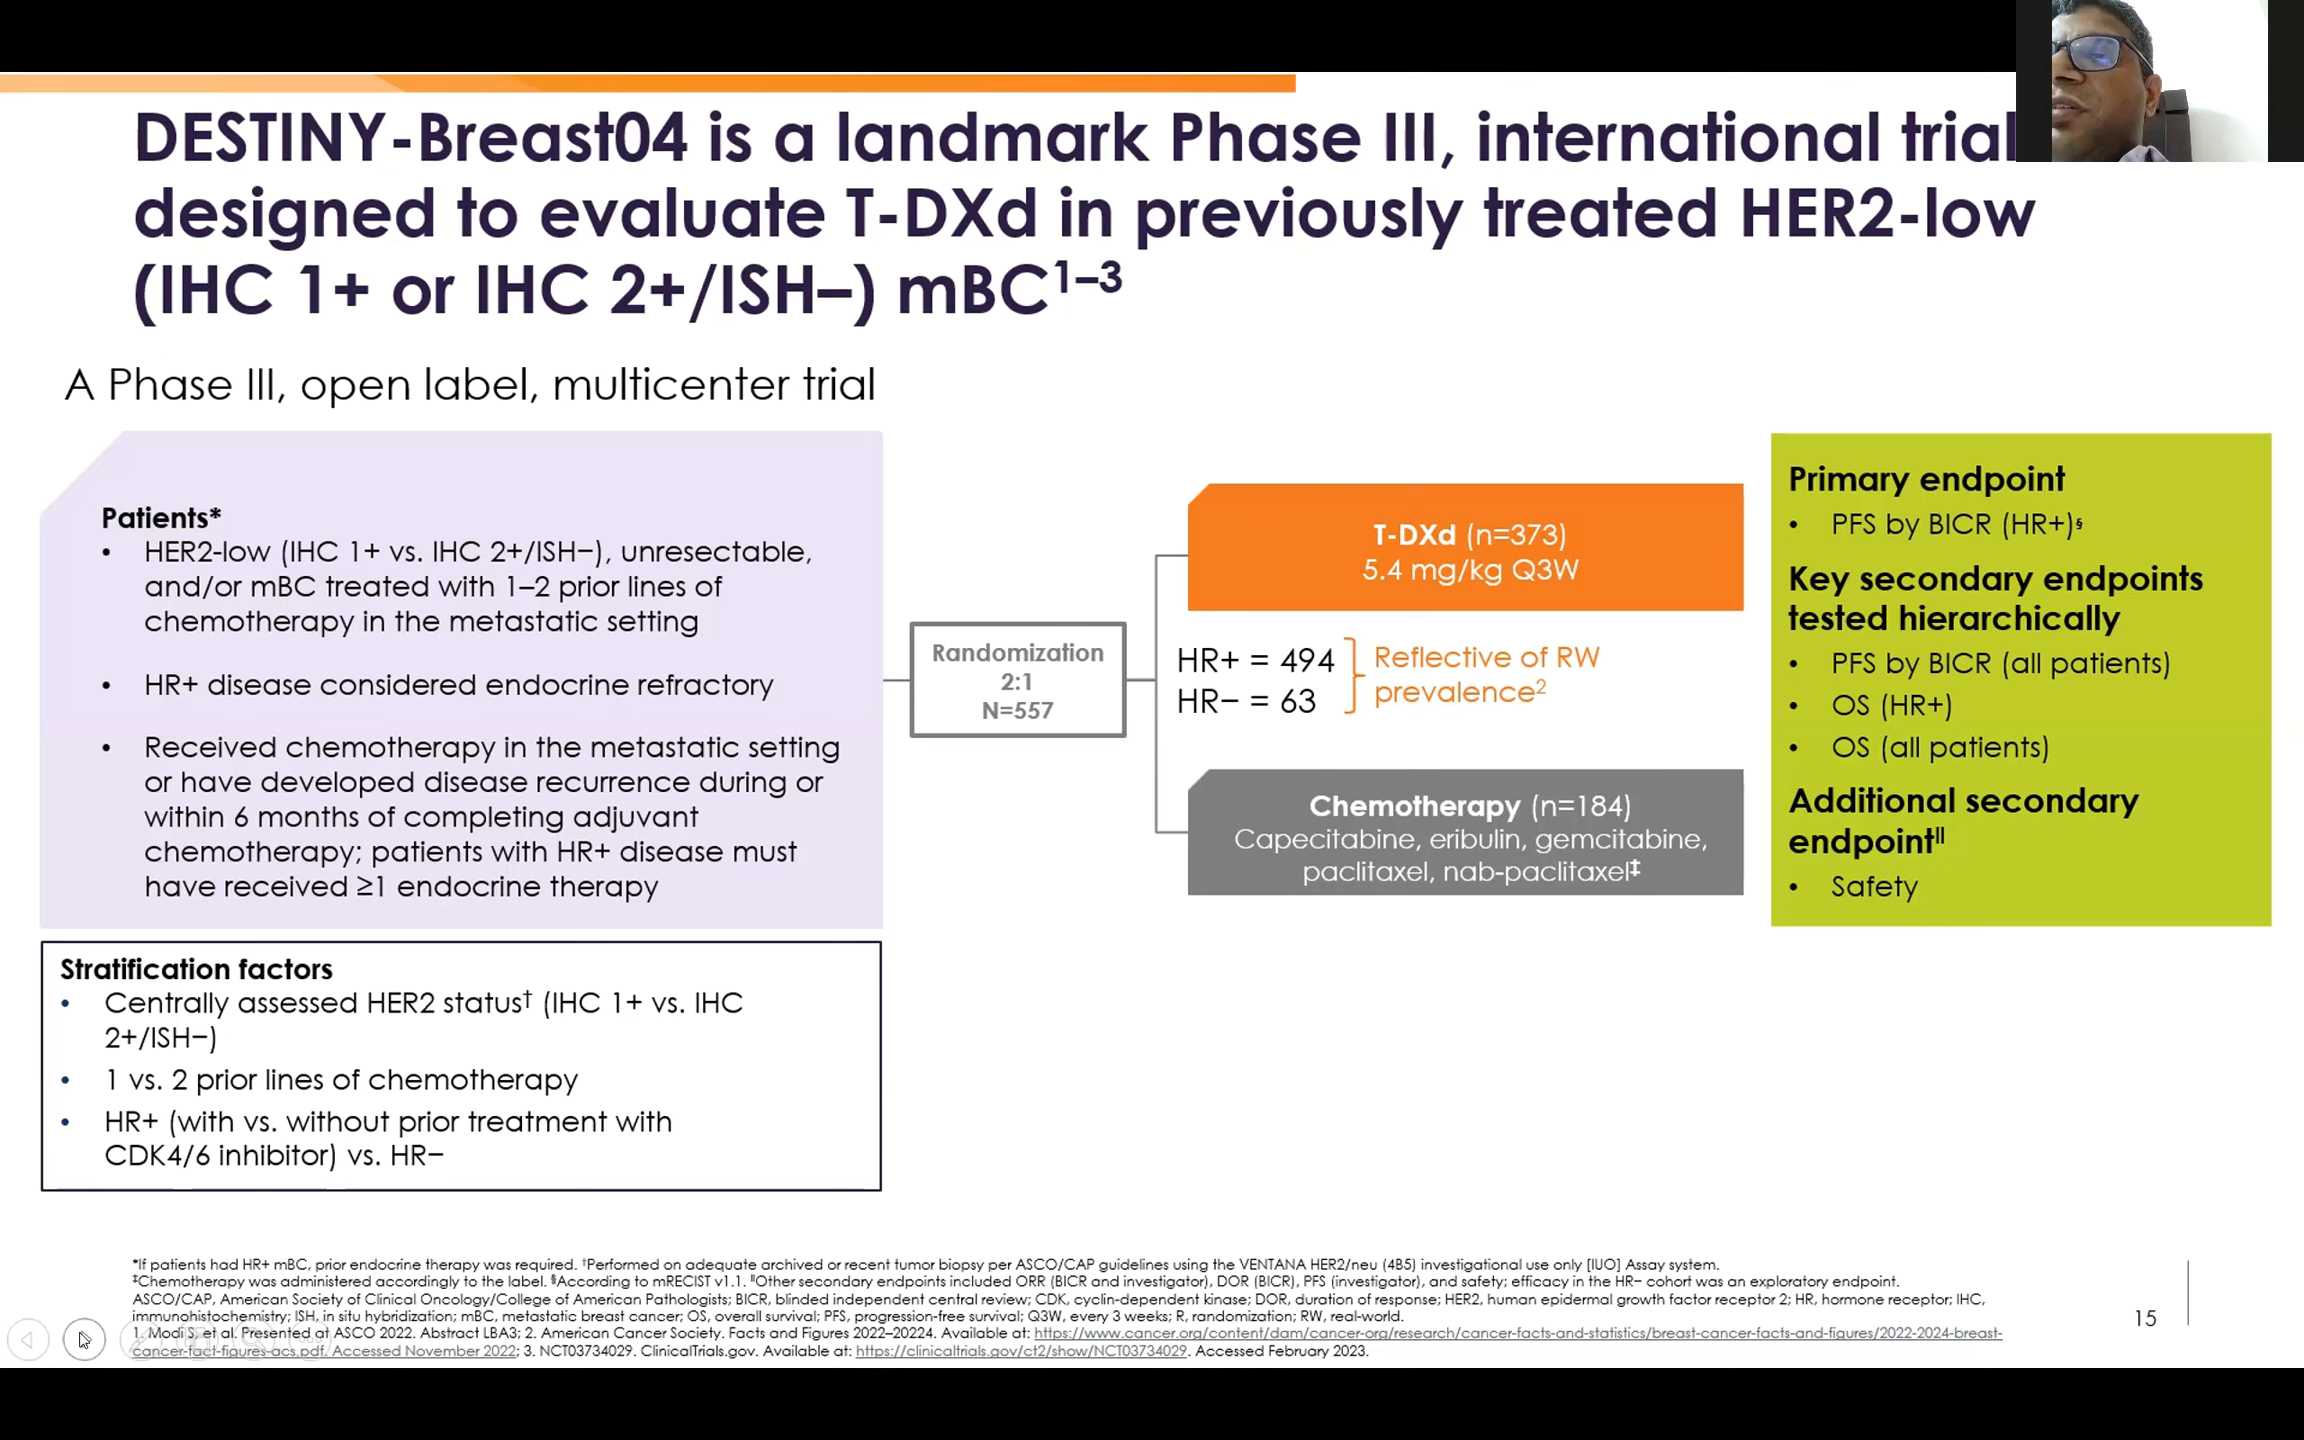 DESTINY-Breast04 is a landmark Phase III, international trial
designed to evaluate T-DXd in previously treated HER2-low
(IHC 1+ or IHC 2+/ISH–) mBC¹⁻³
A Phase III, open label, multicenter trial
Patients*
• HER2-low (IHC 1+ vs. IHC 2+/ISH−), unresectable,
and/or mBC treated with 1–2 prior lines of
chemotherapy in the metastatic setting
• HR+ disease considered endocrine refractory
• Received chemotherapy in the metastatic setting
or have developed disease recurrence during or
within 6 months of completing adjuvant
chemotherapy; patients with HR+ disease must
have received ≥1 endocrine therapy
Stratification factors
• Centrally assessed HER2 status† (IHC 1+ vs. IHC
2+/ISH−)
• 1 vs. 2 prior lines of chemotherapy
• HR+ (with vs. without prior treatment with
CDK4/6 inhibitor) vs. HR−
Randomization
2:1
N=557
T-DXd (n=373)
5.4 mg/kg Q3W
HR+ = 494
HR− = 63
Reflective of RW
prevalence²
Chemotherapy (n=184)
Capecitabine, eribulin, gemcitabine,
paclitaxel, nab-paclitaxel‡
Primary endpoint
• PFS by BICR (HR+)§
Key secondary endpoints
tested hierarchically
• PFS by BICR (all patients)
• OS (HR+)
• OS (all patients)
Additional secondary
endpoint‖
• Safety
*If patients had HR+ mBC, prior endocrine therapy was required. †Performed on adequate archived or recent tumor biopsy per ASCO/CAP guidelines using the VENTANA HER2/neu (4B5) investigational use only [IUO] Assay system.
‡Chemotherapy was administered accordingly to the label. §According to mRECIST v1.1. ‖Other secondary endpoints included ORR (BICR and investigator), DOR (BICR), PFS (investigator), and safety; efficacy in the HR− cohort was an exploratory endpoint.
ASCO/CAP, American Society of Clinical Oncology/College of American Pathologists; BICR, blinded independent central review; CDK, cyclin-dependent kinase; DOR, duration of response; HER2, human epidermal growth factor receptor 2; HR, hormone receptor; IHC,
immunohistochemistry; ISH, in situ hybridization; mBC, metastatic breast cancer; OS, overall survival; PFS, progression-free survival; Q3W, every 3 weeks; R, randomization; RW, real-world.
1. Modi S, et al. Presented at ASCO 2022. Abstract LBA3; 2. American Cancer Society. Facts and Figures 2022–20224. Available at: https://www.cancer.org/content/dam/cancer-org/research/cancer-facts-and-statistics/breast-cancer-facts-and-figures/2022-2024-breast-
cancer-fact-figures-acs.pdf. Accessed November 2022; 3. NCT03734029. ClinicalTrials.gov. Available at: https://clinicaltrials.gov/ct2/show/NCT03734029. Accessed February 2023.
15